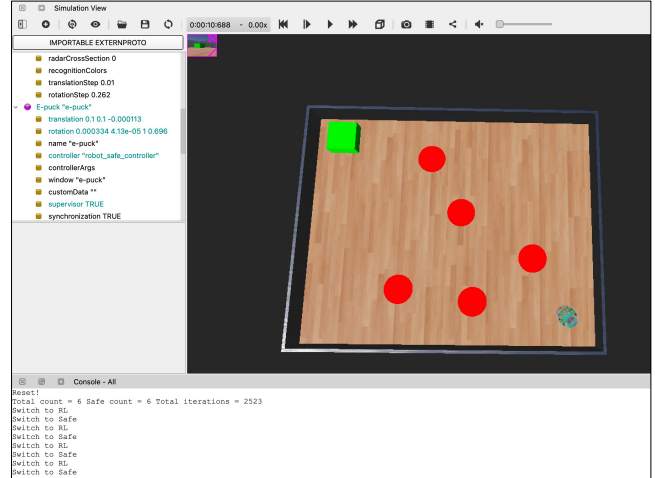 Simulation View
0:00:10:688 - 0.00x
IMPORTABLE EXTERNPROTO
radarCrossSection 0
recognitionColors
translationStep 0.01
rotationStep 0.262
E-puck "e-puck"
translation 0.1 0.1 -0.000113
rotation 0.000334 4.13e-05 1 0.696
name "e-puck"
controller "robot_safe_controller"
controllerArgs
window "e-puck"
customData ""
supervisor TRUE
synchronization TRUE
Console - All
Reset!
Total count = 6 Safe count = 6 Total iterations = 2523
Switch to RL
Switch to Safe
Switch to RL
Switch to Safe
Switch to RL
Switch to Safe
Switch to RL
Switch to Safe